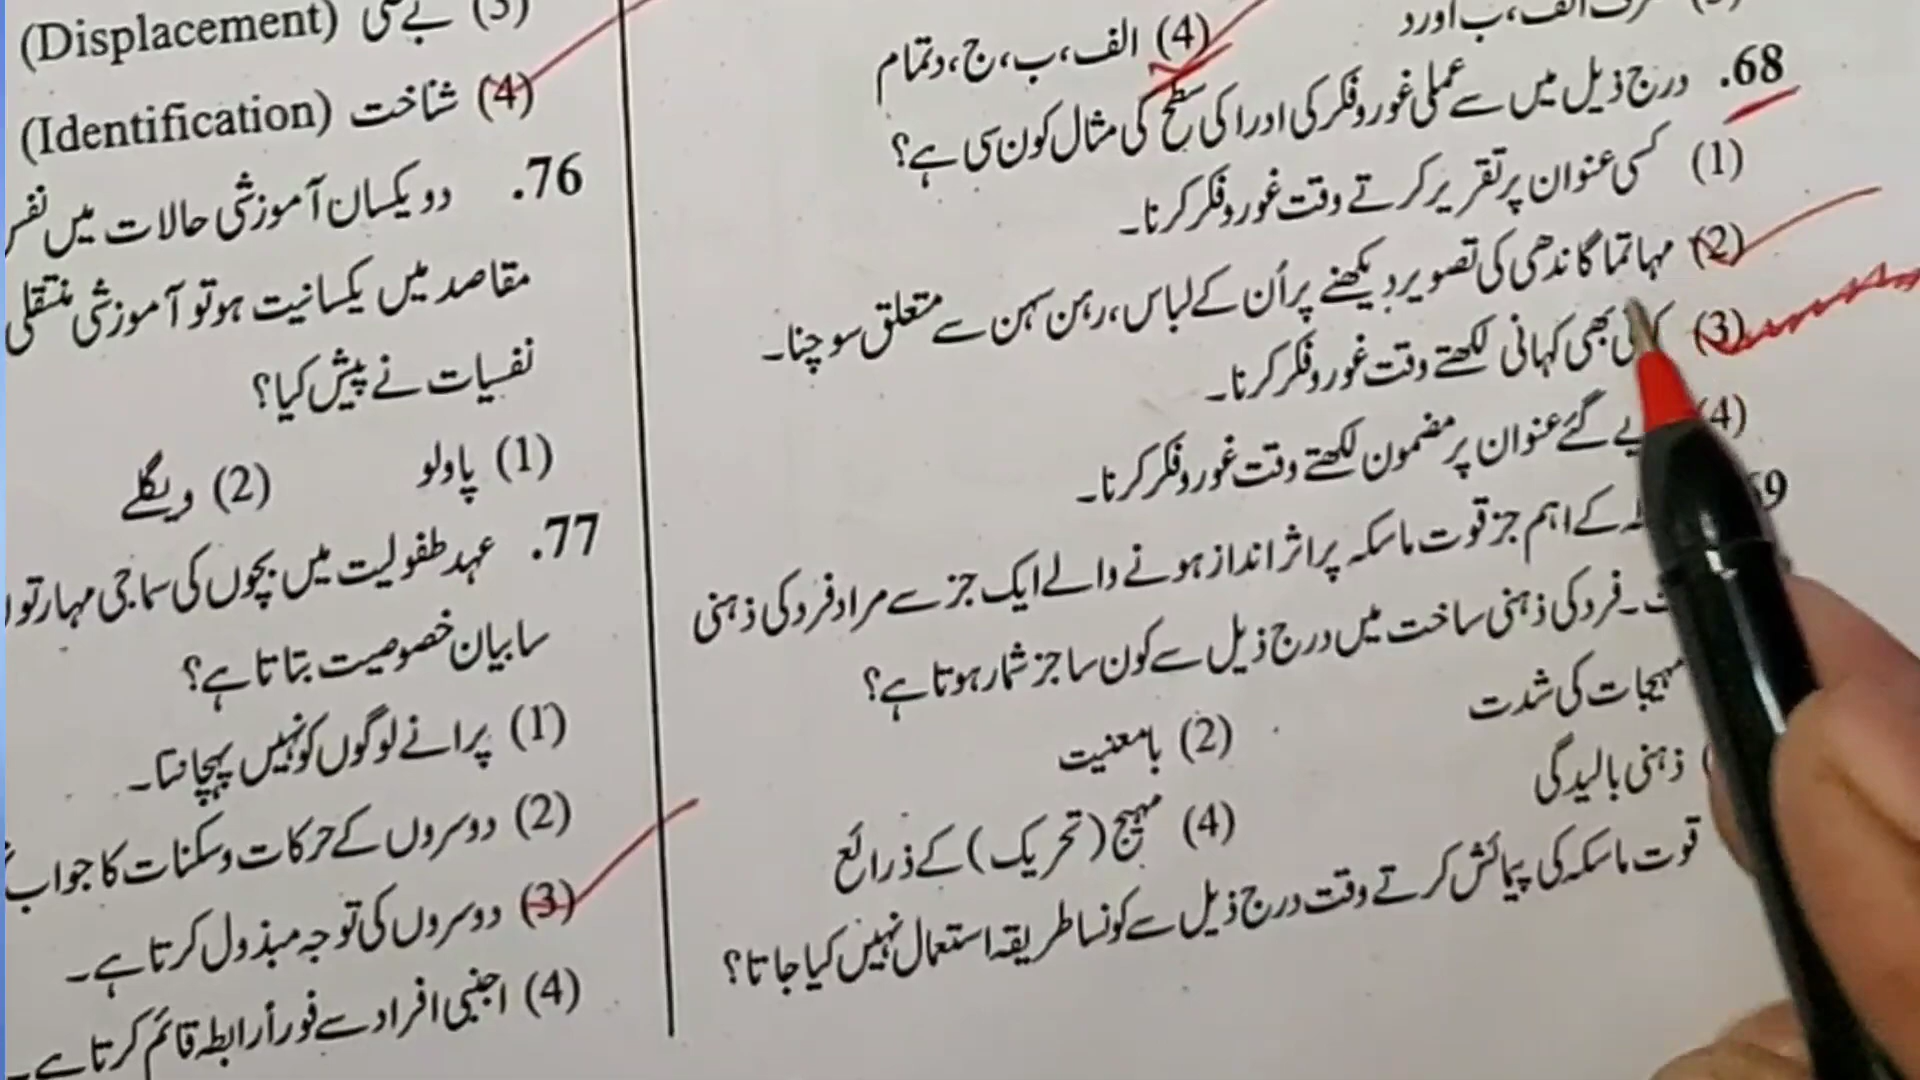 (4) الف، ب، ج، د تمام
68. درج ذیل میں سے عملی غور و فکر کی ادراکی سطح کی مثال کون سی ہے؟
(1) کسی عنوان پر تقریر کرتے وقت غور و فکر کرنا۔
(2) مہاتما گاندھی کی تصویر دیکھنے پر اُن کے لباس، رہن سہن سے متعلق سوچنا۔
(3) بھی کہانی لکھتے وقت غور و فکر کرنا۔
(4) گئے عنوان پر مضمون لکھتے وقت غور و فکر کرنا۔
69
کے اہم جز قوت ماسکہ پر اثر انداز ہونے والے ایک جز سے مراد فرد کی ذہنی
۔ فرد کی ذہنی ساخت میں درج ذیل سے کون سا جز شمار ہوتا ہے؟
مہیجات کی شدت
(2) بامعنیت
ذہنی بالیدگی
(4) مہیج (تحریک) کے ذرائع
قوت ماسکہ کی پیمائش کرتے وقت درج ذیل سے کونسا طریقہ استعمال نہیں کیا جاتا؟
(3) (Displacement)
(4) شناخت (Identification)
76. دو یکساں آموزشی حالات میں
مقاصد میں یکسانیت ہو تو آموزشی منتقلی
نفسیات نے پیش کیا؟
(1) پاولو (2) ویگلے
77. عہد طفولیت میں بچوں کی سماجی
سا بیان خصوصیت بتاتا ہے؟
(1) پرانے لوگوں کو نہیں پہچانتا۔
(2) دوسروں کے حرکات و سکنات کا جواب
(3) دوسروں کی توجہ مبذول کرتا ہے۔
(4) اجنبی افراد سے فوراً رابطہ قائم کرتا ہے۔